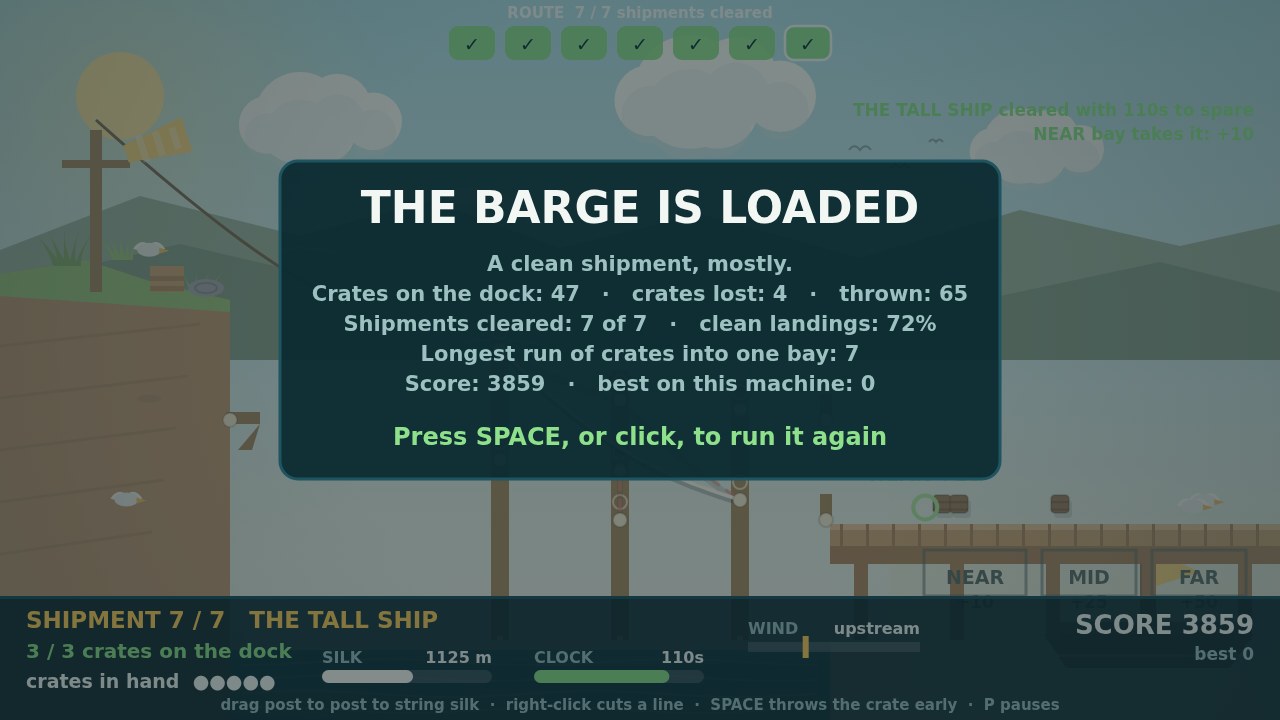 ROUTE 7 / 7 shipments cleared
✓ ✓ ✓ ✓ ✓ ✓ ✓
THE TALL SHIP cleared with 110s to spare
NEAR bay takes it: +10
THE BARGE IS LOADED
A clean shipment, mostly.
Crates on the dock: 47 · crates lost: 4 · thrown: 65
Shipments cleared: 7 of 7 · clean landings: 72%
Longest run of crates into one bay: 7
Score: 3859 · best on this machine: 0
Press SPACE, or click, to run it again
NEAR MID FAR
SHIPMENT 7 / 7 THE TALL SHIP
3 / 3 crates on the dock
crates in hand
SILK 1125 m
CLOCK 110s
WIND upstream
SCORE 3859
best 0
drag post to post to string silk · right-click cuts a line · SPACE throws the crate early · P pauses